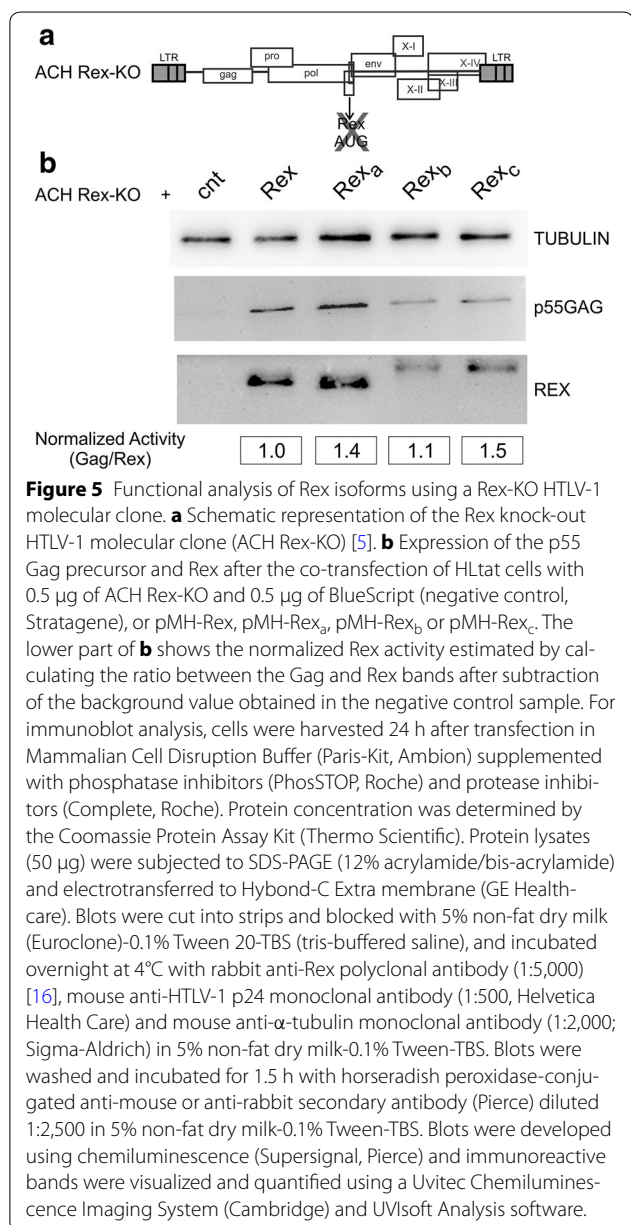 a
ACH Rex-KO
LTR
gag
pro
pol
env
X-I
X-II
X-III
X-IV
LTR
Rex
AUG
b
ACH Rex-KO + cnt Rex Rexa Rexb Rexc
TUBULIN
p55GAG
REX
Normalized Activity
(Gag/Rex)
1.0 1.4 1.1 1.5
Figure 5 Functional analysis of Rex isoforms using a Rex-KO HTLV-1
molecular clone. a Schematic representation of the Rex knock-out
HTLV-1 molecular clone (ACH Rex-KO) [5]. b Expression of the p55
Gag precursor and Rex after the co-transfection of HLtat cells with
0.5 μg of ACH Rex-KO and 0.5 μg of BlueScript (negative control,
Stratagene), or pMH-Rex, pMH-Rexa, pMH-Rexb or pMH-Rexc. The
lower part of b shows the normalized Rex activity estimated by cal-
culating the ratio between the Gag and Rex bands after subtraction
of the background value obtained in the negative control sample. For
immunoblot analysis, cells were harvested 24 h after transfection in
Mammalian Cell Disruption Buffer (Paris-Kit, Ambion) supplemented
with phosphatase inhibitors (PhosSTOP, Roche) and protease inhibi-
tors (Complete, Roche). Protein concentration was determined by
the Coomassie Protein Assay Kit (Thermo Scientific). Protein lysates
(50 μg) were subjected to SDS-PAGE (12% acrylamide/bis-acrylamide)
and electrotransferred to Hybond-C Extra membrane (GE Health-
care). Blots were cut into strips and blocked with 5% non-fat dry milk
(Euroclone)-0.1% Tween 20-TBS (tris-buffered saline), and incubated
overnight at 4°C with rabbit anti-Rex polyclonal antibody (1:5,000)
[16], mouse anti-HTLV-1 p24 monoclonal antibody (1:500, Helvetica
Health Care) and mouse anti-α-tubulin monoclonal antibody (1:2,000;
Sigma-Aldrich) in 5% non-fat dry milk-0.1% Tween-TBS. Blots were
washed and incubated for 1.5 h with horseradish peroxidase-conju-
gated anti-mouse or anti-rabbit secondary antibody (Pierce) diluted
1:2,500 in 5% non-fat dry milk-0.1% Tween-TBS. Blots were developed
using chemiluminescence (Supersignal, Pierce) and immunoreactive
bands were visualized and quantified using a Uvitec Chemilumines-
cence Imaging System (Cambridge) and UVIsoft Analysis software.